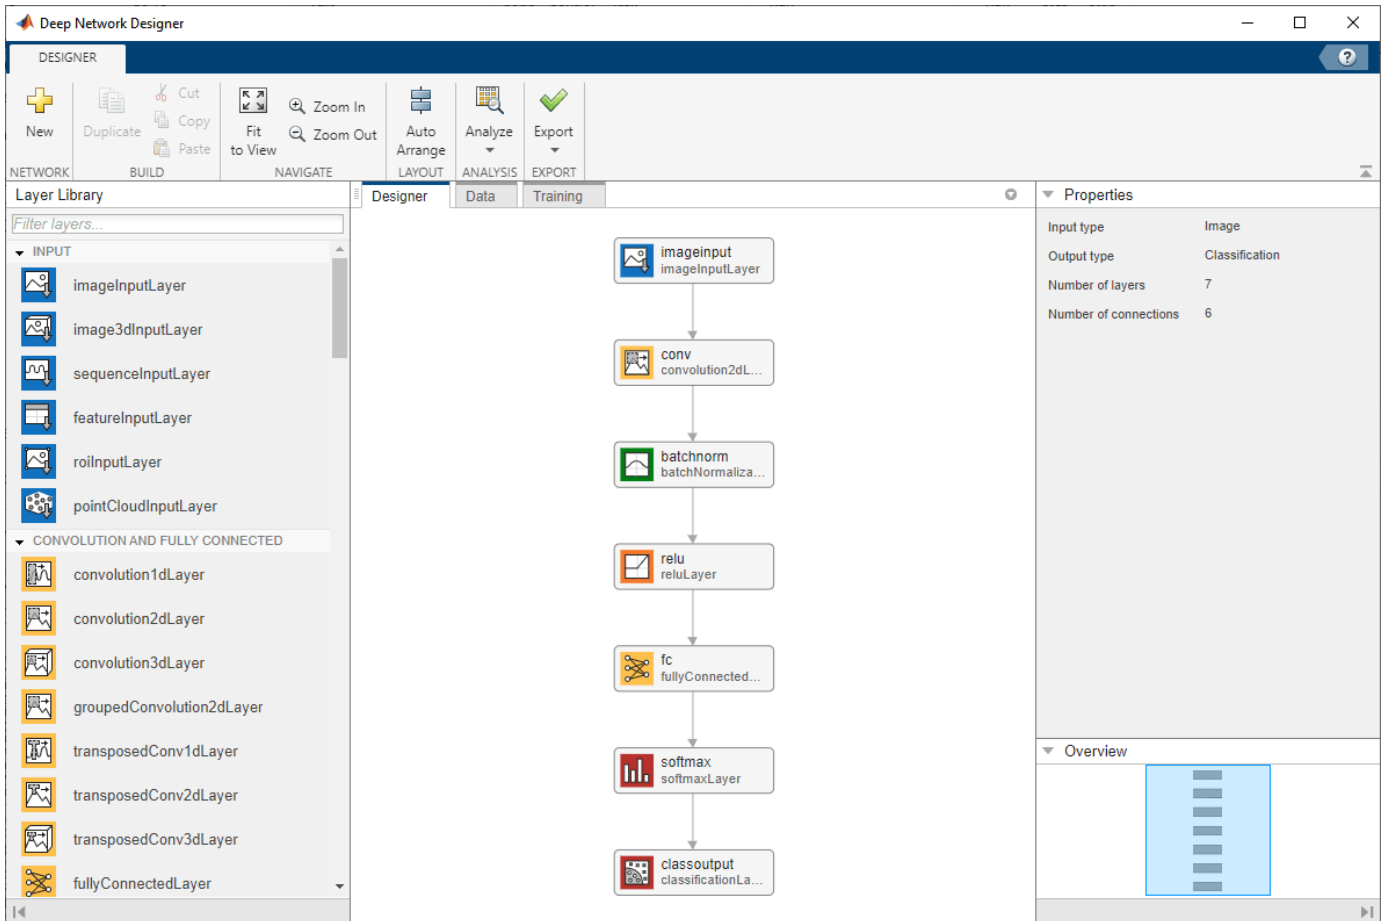 Deep Network Designer
DESIGNER
?
New
Duplicate
Cut
Copy
Paste
Fit
to View
Zoom In
Zoom Out
Auto
Arrange
Analyze
Export
NETWORK
BUILD
NAVIGATE
LAYOUT
ANALYSIS
EXPORT
Layer Library
Filter layers...
INPUT
imageInputLayer
image3dInputLayer
sequenceInputLayer
featureInputLayer
roiInputLayer
pointCloudInputLayer
CONVOLUTION AND FULLY CONNECTED
convolution1dLayer
convolution2dLayer
convolution3dLayer
groupedConvolution2dLayer
transposedConv1dLayer
transposedConv2dLayer
transposedConv3dLayer
fullyConnectedLayer
Designer
Data
Training
imageinput
imageInputLayer
conv
convolution2dL...
batchnorm
batchNormaliza...
relu
reluLayer
fc
fullyConnected...
softmax
softmaxLayer
classoutput
classificationLa...
Properties
Input type Image
Output type Classification
Number of layers 7
Number of connections 6
Overview